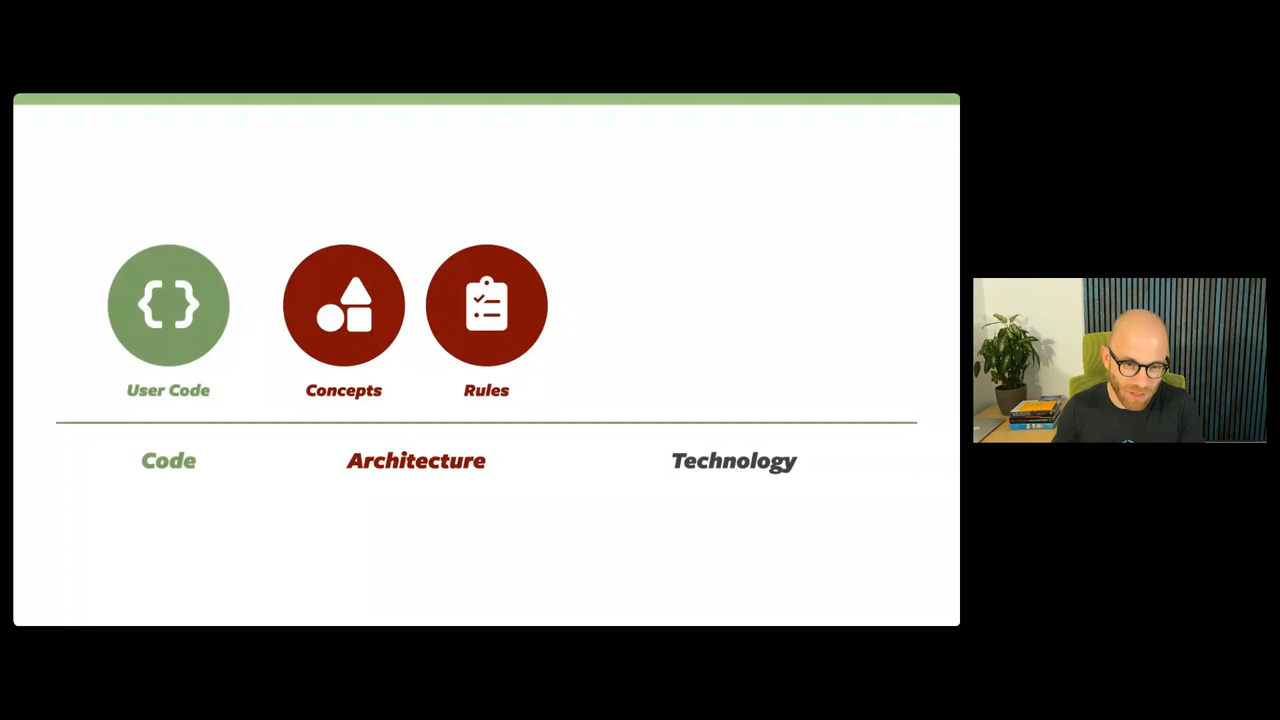 User Code
Concepts
Rules
Code
Architecture
Technology